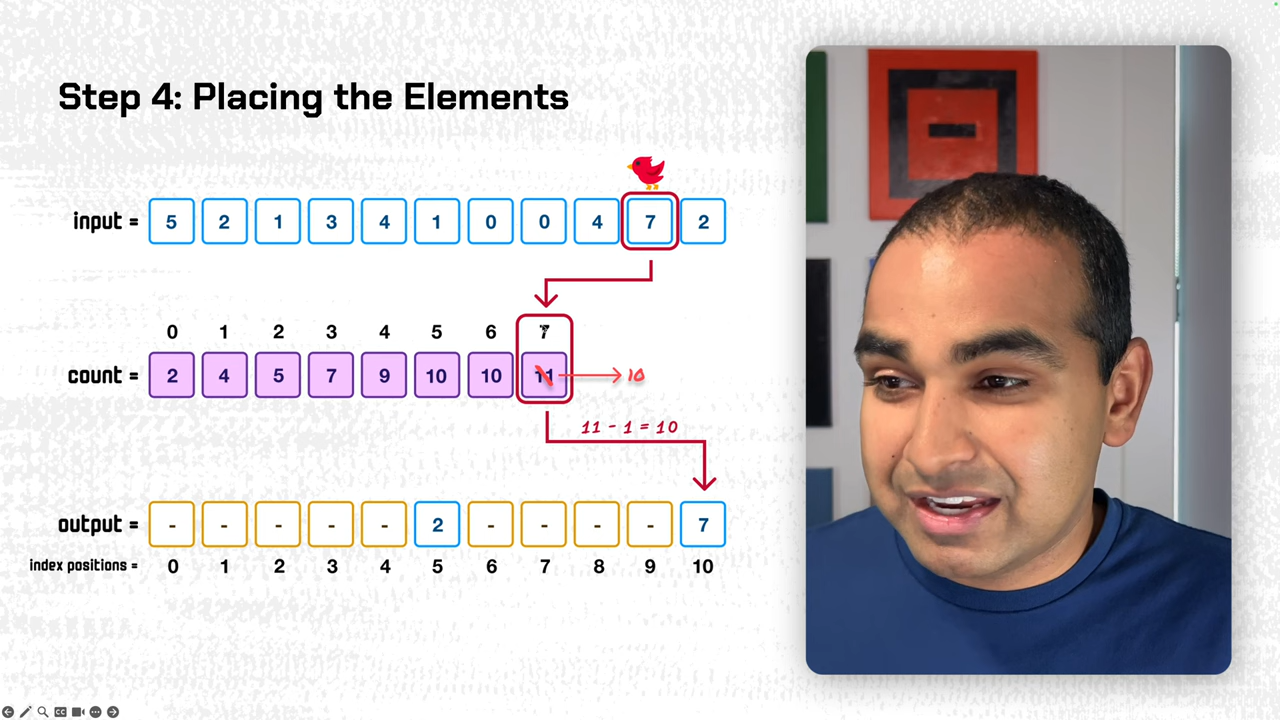 Step 4: Placing the Elements
input = 5 2 1 3 4 1 0 0 4 7 2
0 1 2 3 4 5 6 7
count = 2 4 5 7 9 10 10 11 10
11 - 1 = 10
output = - - - - - 2 - - - - 7
index positions = 0 1 2 3 4 5 6 7 8 9 10